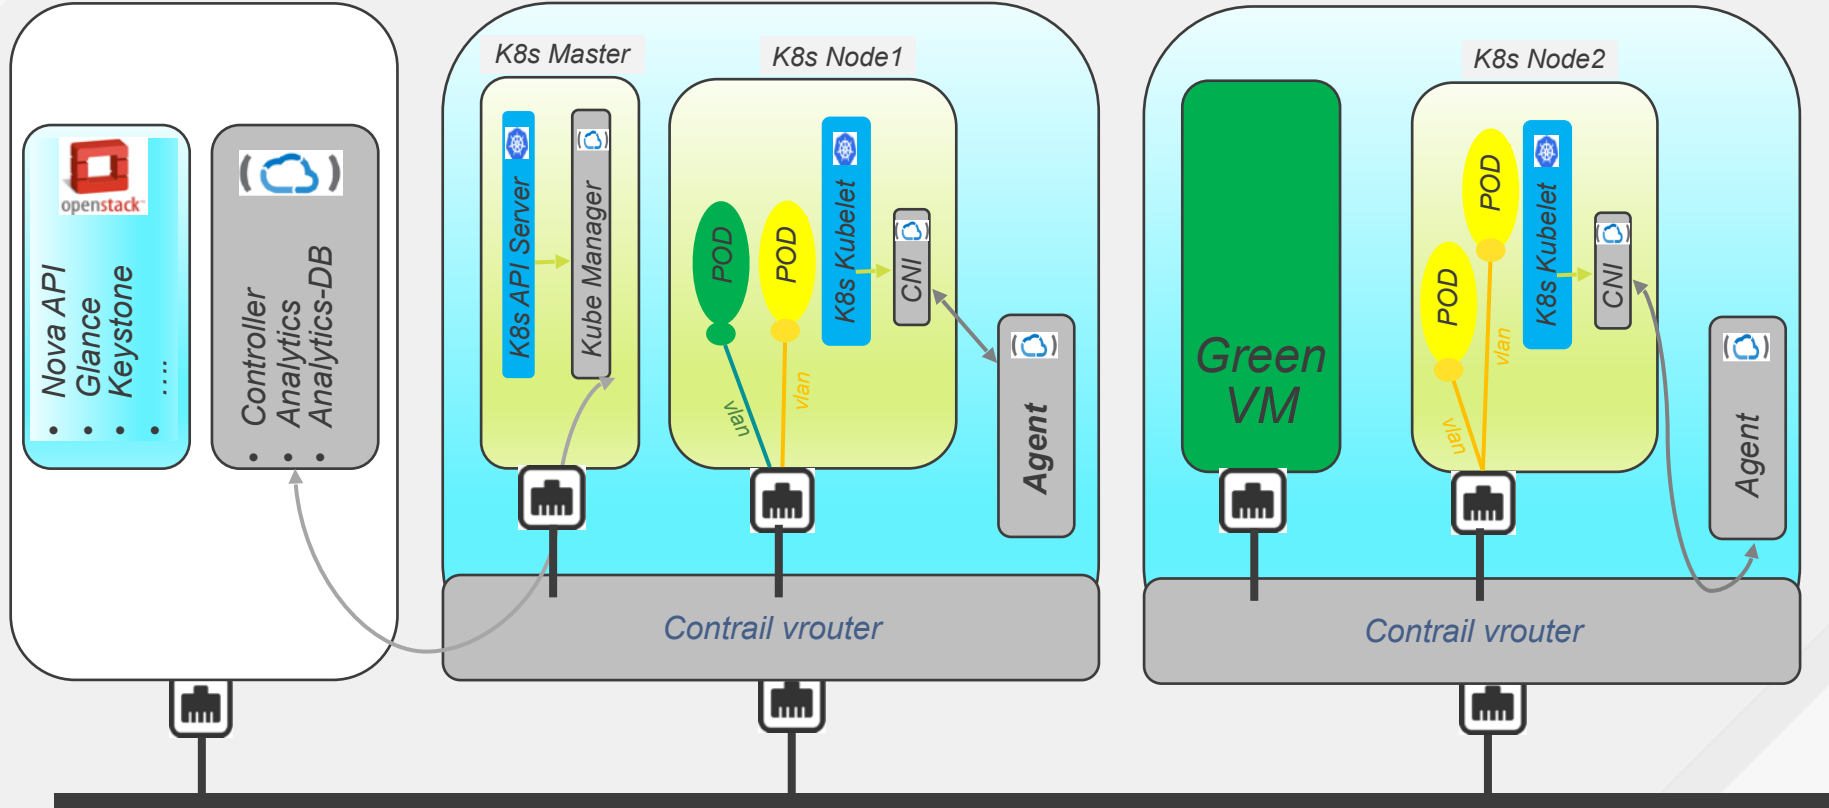 openstack
• Nova API
• Glance
• Keystone
• ....
• Controller
• Analytics
• Analytics-DB
K8s Master
K8s API Server
Kube Manager
K8s Node1
POD
POD
K8s Kubelet
CNI
vlan
vlan
Agent
Contrail vrouter
Green
VM
K8s Node2
POD
POD
K8s Kubelet
CNI
vlan
vlan
Agent
Contrail vrouter